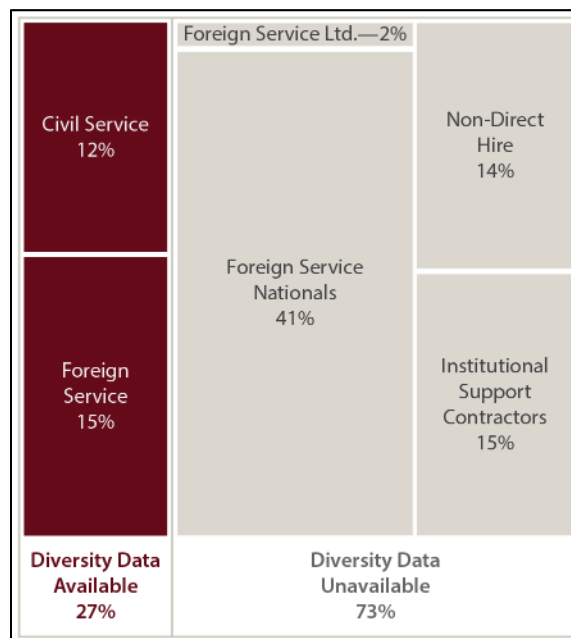 Civil Service
12%
Foreign
Service
15%
Diversity Data
Available
27%
Foreign Service Ltd.—2%
Foreign Service
Nationals
41%
Non-Direct
Hire
14%
Institutional
Support
Contractors
15%
Diversity Data
Unavailable
73%